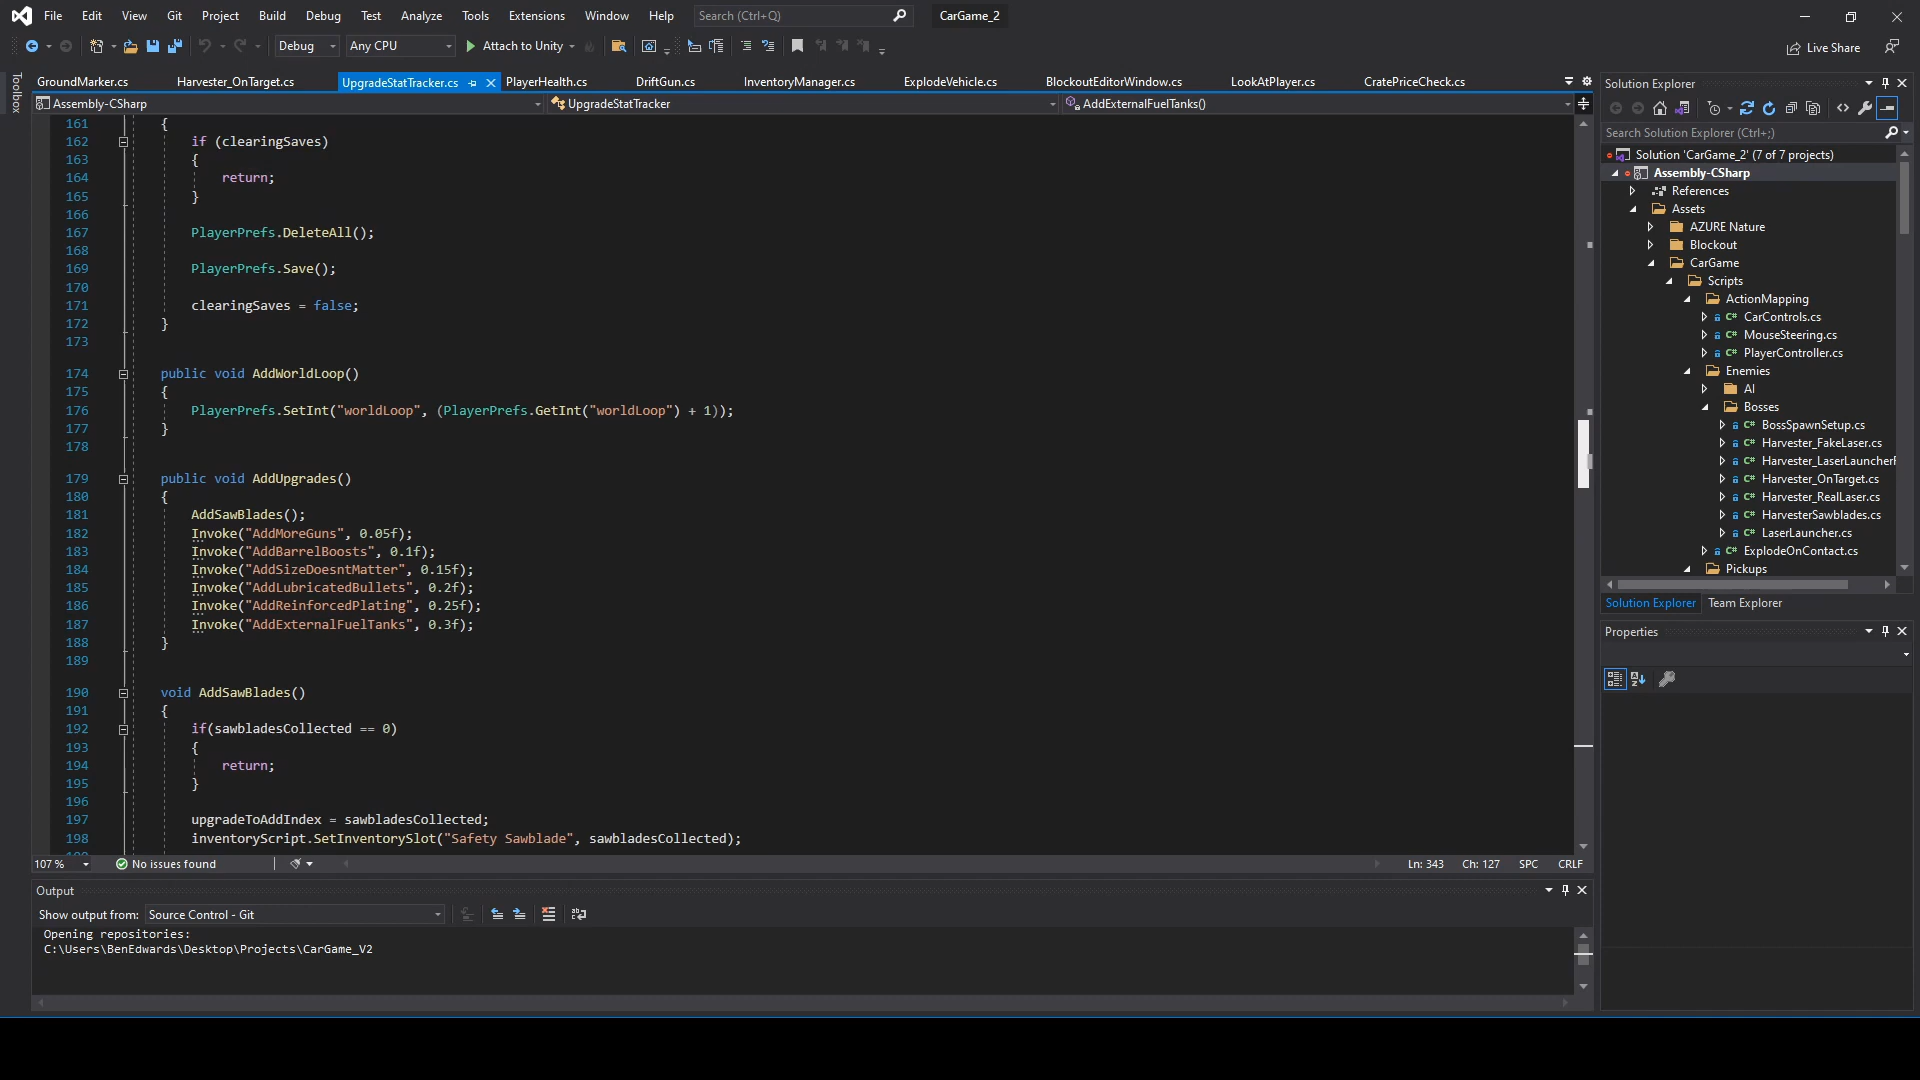 File Edit View Git Project Build Debug Test Analyze Tools Extensions Window Help Search (Ctrl+Q) CarGame_2
Debug Any CPU Attach to Unity Live Share
Toolbox
GroundMarker.cs Harvester_OnTarget.cs UpgradeStatTracker.cs PlayerHealth.cs DriftGun.cs InventoryManager.cs ExplodeVehicle.cs BlockoutEditorWindow.cs LookAtPlayer.cs CratePriceCheck.cs
Assembly-CSharp UpgradeStatTracker AddExternalFuelTanks()
161 {
162 if (clearingSaves)
163 {
164 return;
165 }
166
167 PlayerPrefs.DeleteAll();
168
169 PlayerPrefs.Save();
170
171 clearingSaves = false;
172 }
173
174 public void AddWorldLoop()
175 {
176 PlayerPrefs.SetInt("worldLoop", (PlayerPrefs.GetInt("worldLoop") + 1));
177 }
178
179 public void AddUpgrades()
180 {
181 AddSawBlades();
182 Invoke("AddMoreGuns", 0.05f);
183 Invoke("AddBarrelBoosts", 0.1f);
184 Invoke("AddSizeDoesntMatter", 0.15f);
185 Invoke("AddLubricatedBullets", 0.2f);
186 Invoke("AddReinforcedPlating", 0.25f);
187 Invoke("AddExternalFuelTanks", 0.3f);
188 }
189
190 void AddSawBlades()
191 {
192 if(sawbladesCollected == 0)
193 {
194 return;
195 }
196
197 upgradeToAddIndex = sawbladesCollected;
198 inventoryScript.SetInventorySlot("Safety Sawblade", sawbladesCollected);
107 % No issues found Ln: 343 Ch: 127 SPC CRLF
Output
Show output from: Source Control - Git
Opening repositories:
C:\Users\BenEdwards\Desktop\Projects\CarGame_V2
Solution Explorer
Search Solution Explorer (Ctrl+;)
Solution 'CarGame_2' (7 of 7 projects)
Assembly-CSharp
References
Assets
AZURE Nature
Blockout
CarGame
Scripts
ActionMapping
C# CarControls.cs
C# MouseSteering.cs
C# PlayerController.cs
Enemies
AI
Bosses
C# BossSpawnSetup.cs
C# Harvester_FakeLaser.cs
C# Harvester_LaserLauncher
C# Harvester_OnTarget.cs
C# Harvester_RealLaser.cs
C# HarvesterSawblades.cs
C# LaserLauncher.cs
C# ExplodeOnContact.cs
Pickups
Solution Explorer Team Explorer
Properties